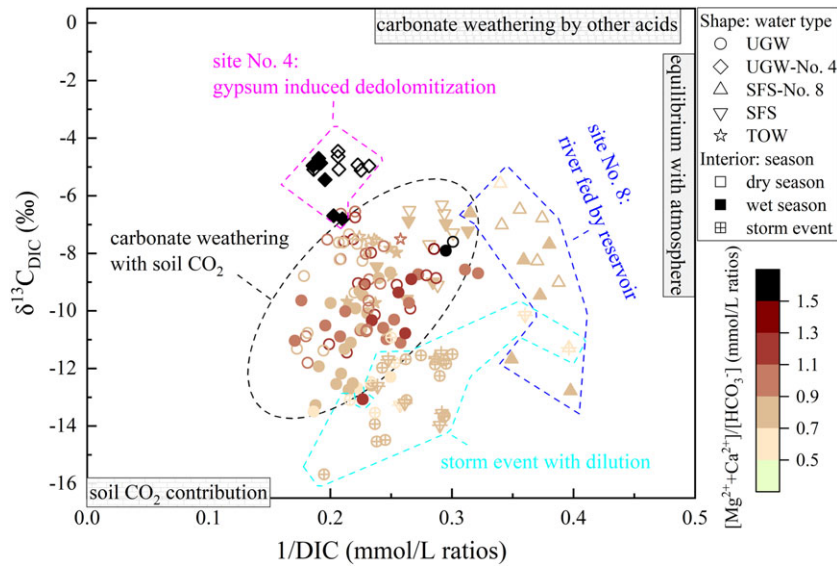 carbonate weathering by other acids
Shape: water type
UGW
UGW-No. 4
SFS-No. 8
SFS
TOW
Interior: season
dry season
wet season
storm event
site No. 4:
gypsum induced dedolomitization
equilibrium with atmosphere
site No. 8:
river fed by reservoir
carbonate weathering
with soil CO₂
storm event with dilution
soil CO₂ contribution
0
-2
-4
-6
-8
-10
-12
-14
-16
δ¹³C_DIC (‰)
0.0
0.1
0.2
0.3
0.4
0.5
1/DIC (mmol/L ratios)
1.5
1.3
1.1
0.9
0.7
0.5
[Mg²⁺+Ca²⁺]/[HCO₃⁻] (mmol/L ratios)